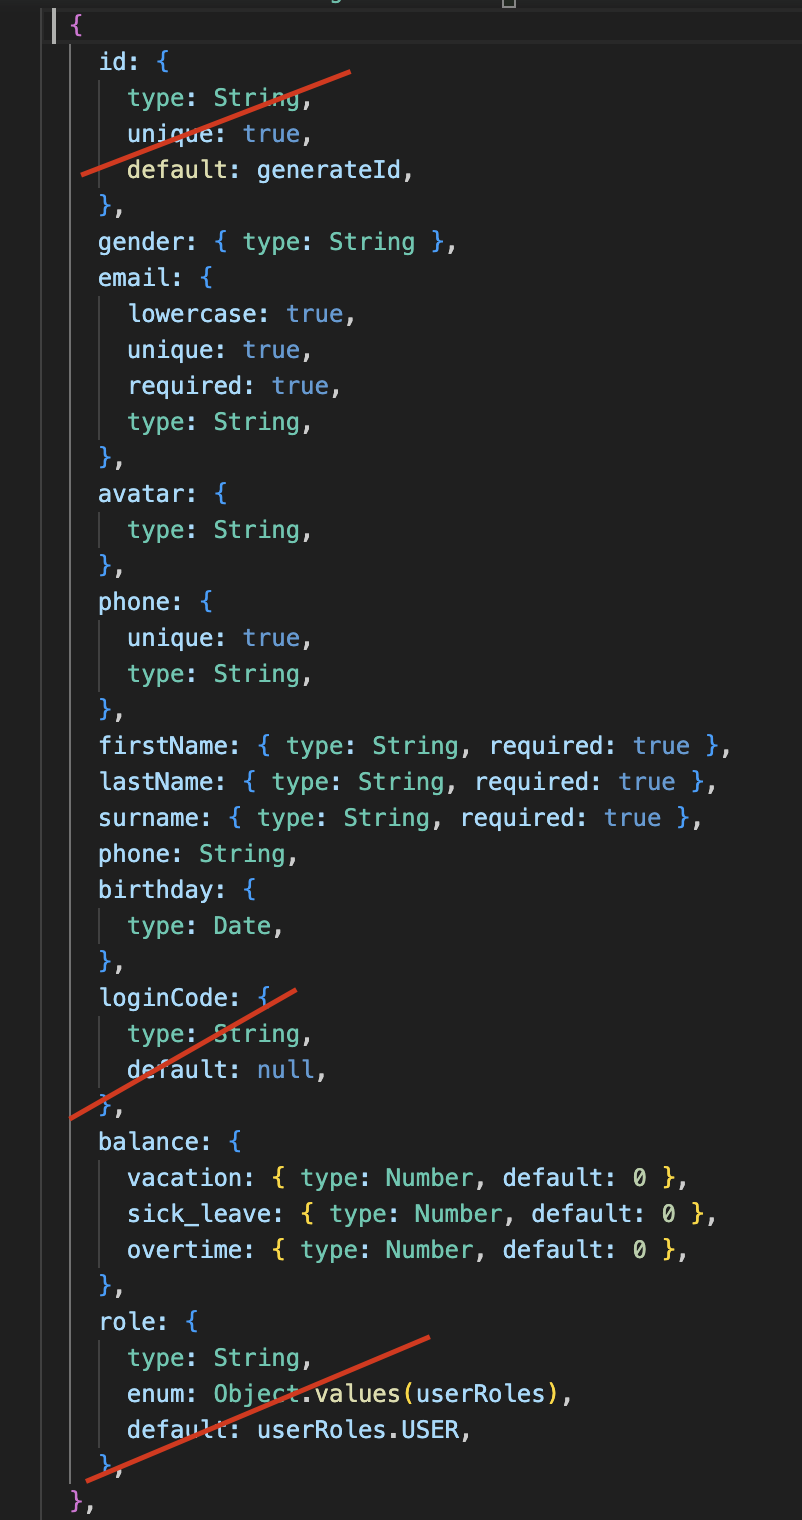 {
id: {
type: String,
unique: true,
default: generateId,
},
gender: { type: String },
email: {
lowercase: true,
unique: true,
required: true,
type: String,
},
avatar: {
type: String,
},
phone: {
unique: true,
type: String,
},
firstName: { type: String, required: true },
lastName: { type: String, required: true },
surname: { type: String, required: true },
phone: String,
birthday: {
type: Date,
},
loginCode: {
type: String,
default: null,
},
balance: {
vacation: { type: Number, default: 0 },
sick_leave: { type: Number, default: 0 },
overtime: { type: Number, default: 0 },
},
role: {
type: String,
enum: Object.values(userRoles),
default: userRoles.USER,
},
},